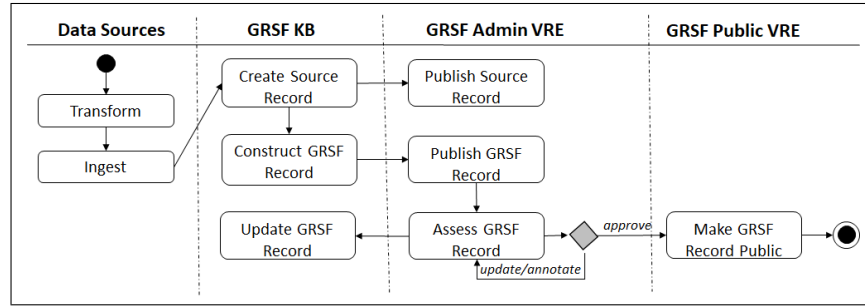 Data Sources
GRSF KB
GRSF Admin VRE
GRSF Public VRE
Transform
Ingest
Create Source
Record
Publish Source
Record
Construct GRSF
Record
Publish GRSF
Record
Update GRSF
Record
Assess GRSF
Record
approve
update/annotate
Make GRSF
Record Public